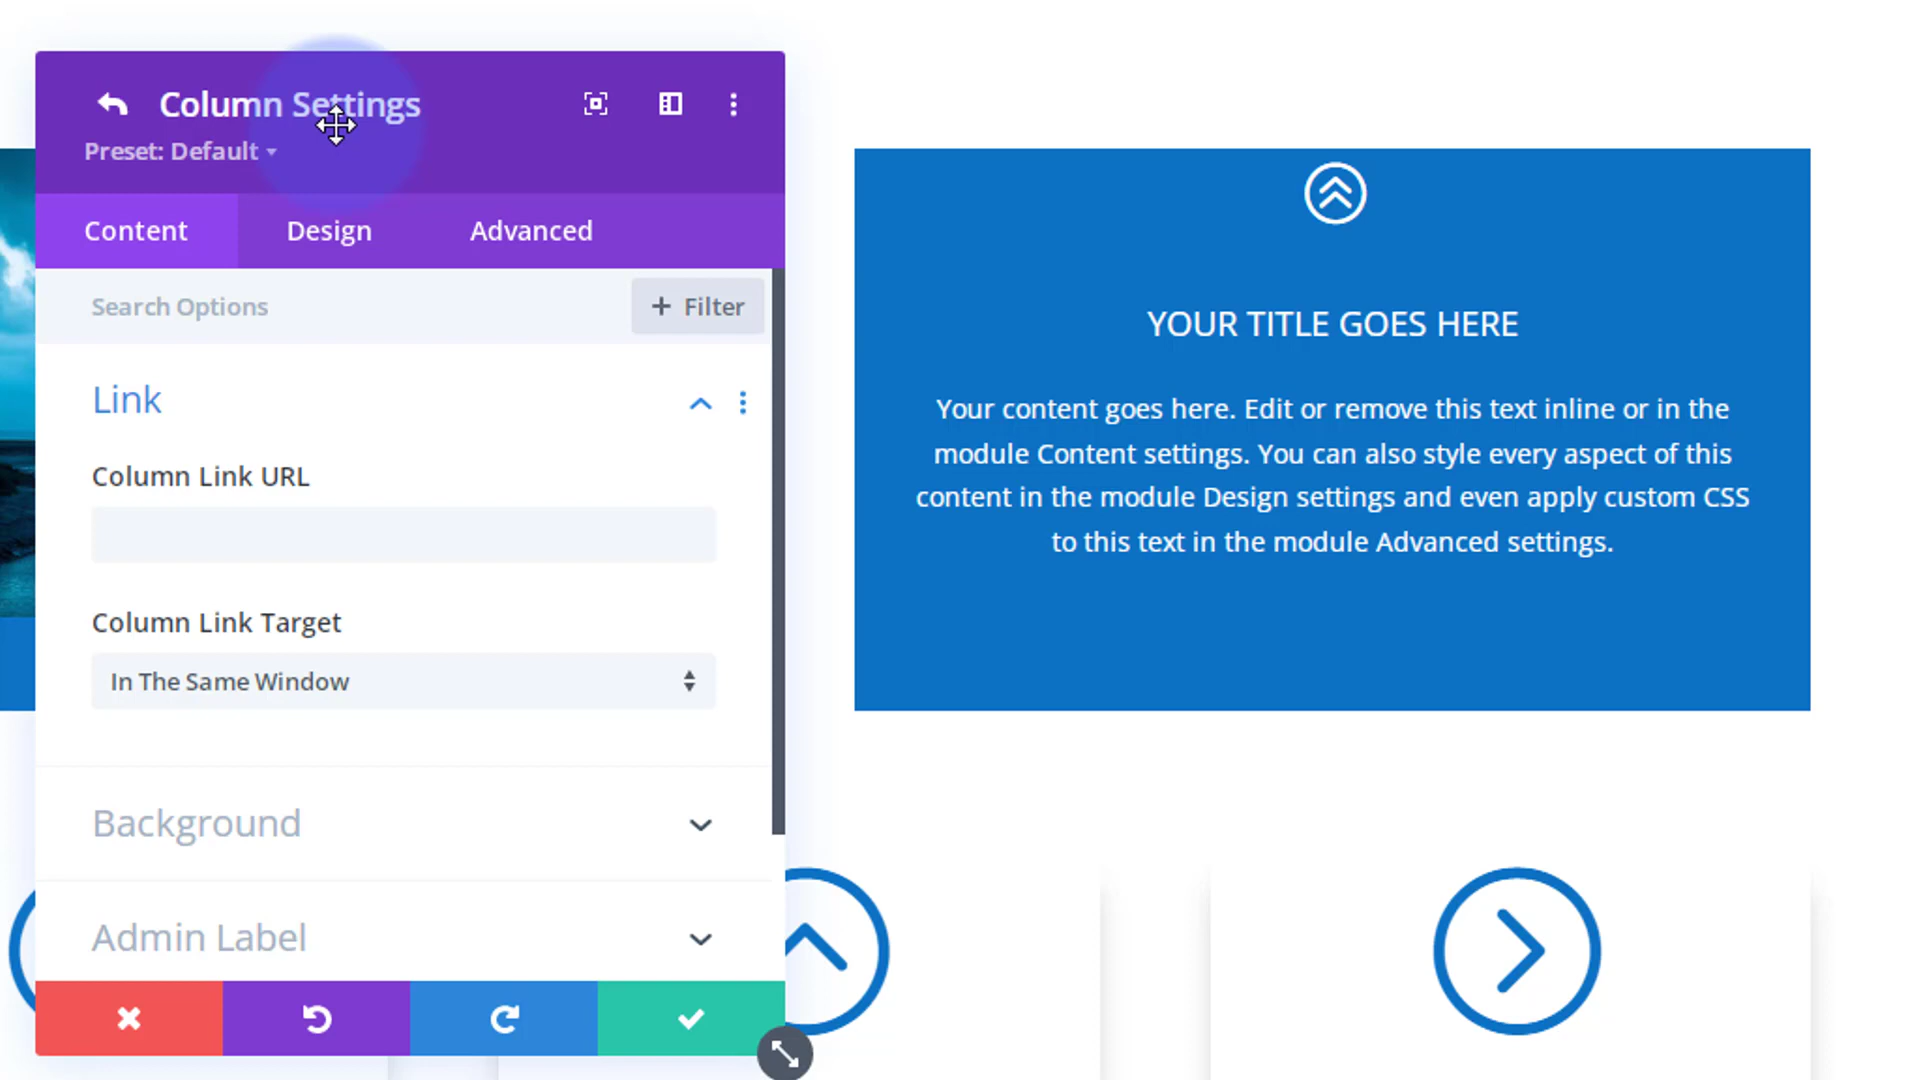 Column Settings
Preset: Default
Content Design Advanced
Search Options
+ Filter
Link
Column Link URL
Column Link Target
In The Same Window
Background
Admin Label
YOUR TITLE GOES HERE
Your content goes here. Edit or remove this text inline or in the
module Content settings. You can also style every aspect of this
content in the module Design settings and even apply custom CSS
to this text in the module Advanced settings.